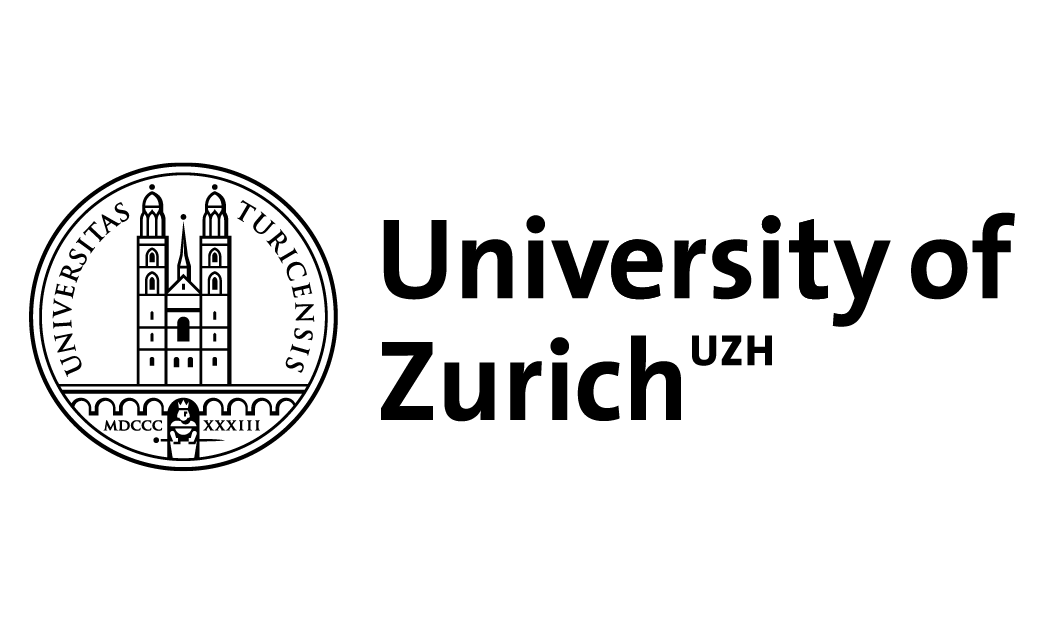 UNIVERSITAS TURICENSIS
MDCCC XXXIII
University of
Zurich UZH